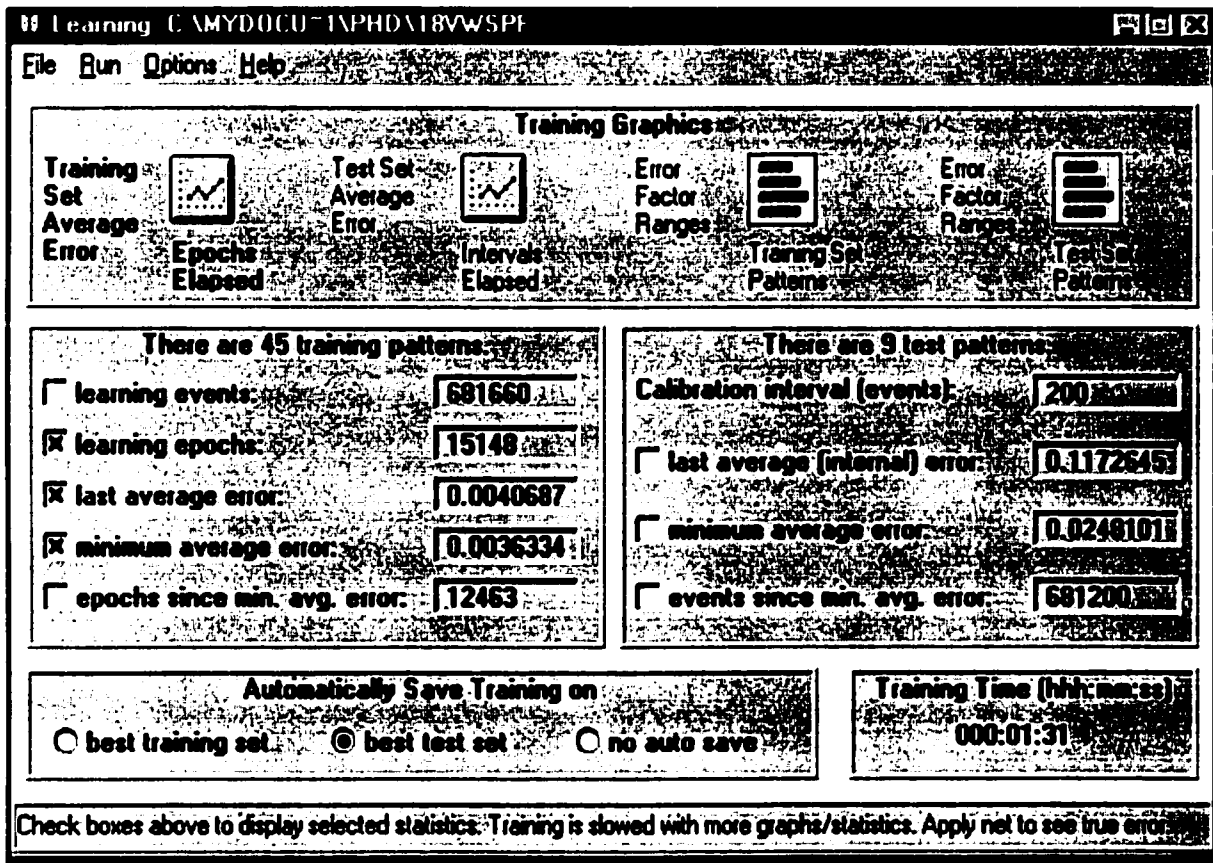 Learning C:\MYDOCU~1\PHD\18VWSPF
File Run Options Help
Training Graphics
Training Set Average Error
Epochs Elapsed
Test Set Average Error
Intervals Elapsed
Error Factor Ranges
Training Set Patterns
Error Factor Ranges
Test Set Patterns
There are 45 training patterns.
learning events: 681660
learning epochs: 15148
last average error: 0.0040687
minimum average error: 0.0036334
epochs since min. avg. error: 12463
There are 9 test patterns.
Calibration interval (events): 200
last average (internal) error: 0.1172645
minimum average error: 0.0248101
events since min. avg. error: 681200
Automatically Save Training on
best training set best test set no auto save
Training Time (hhh:mm:ss)
000:01:31
Check boxes above to display selected statistics. Training is slowed with more graphs/statistics. Apply net to see true error.